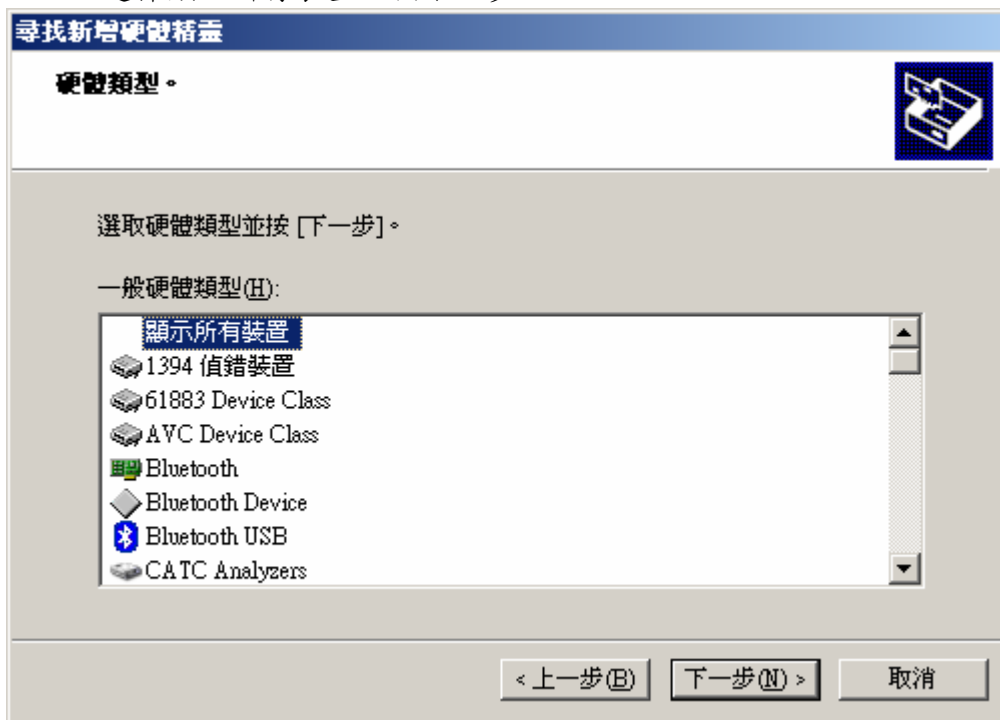 尋找新增硬體精靈
硬體類型。
選取硬體類型並按 [下一步]。
一般硬體類型(H):
顯示所有裝置
1394 偵錯裝置
61883 Device Class
AVC Device Class
Bluetooth
Bluetooth Device
Bluetooth USB
CATC Analyzers
< 上一步(B)
下一步(N) >
取消